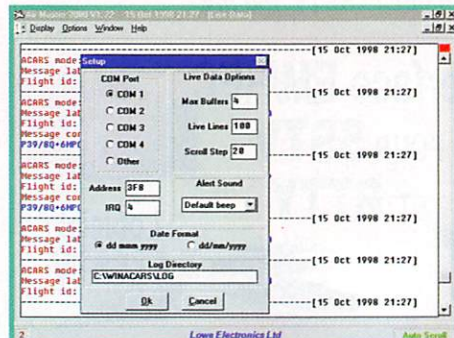 Air Master 2000 V1.22 - 15 Oct 1998 21:27 - [Live Data]
Display Options Window Help
[15 Oct 1998 21:27]
ACARS mode:
Message lab
Flight id:
[15 Oct 1998 21:27]
ACARS mode:
Message lab
Flight id:
Message con
P39/8Q+6MPC
[15 Oct 1998 21:27]
ACARS mode:
Message lab
Flight id:
Message con
P39/8Q+6MPC
[15 Oct 1998 21:27]
ACARS mode:
Message lab
Flight id:
[15 Oct 1998 21:27]
ACARS mode:
Message lab
Flight id:
[15 Oct 1998 21:27]
Setup
COM Port
COM 1
COM 2
COM 3
COM 4
Other
Address 3F8
IRQ 4
Live Data Options
Max Buffers 4
Live Lines 100
Scroll Step 20
Alert Sound
Default beep
Date Format
dd mmm yyyy dd/mm/yyyy
Log Directory
C:\WINACARS\LOG
Ok Cancel
2 Lowe Electronics Ltd Auto Scroll